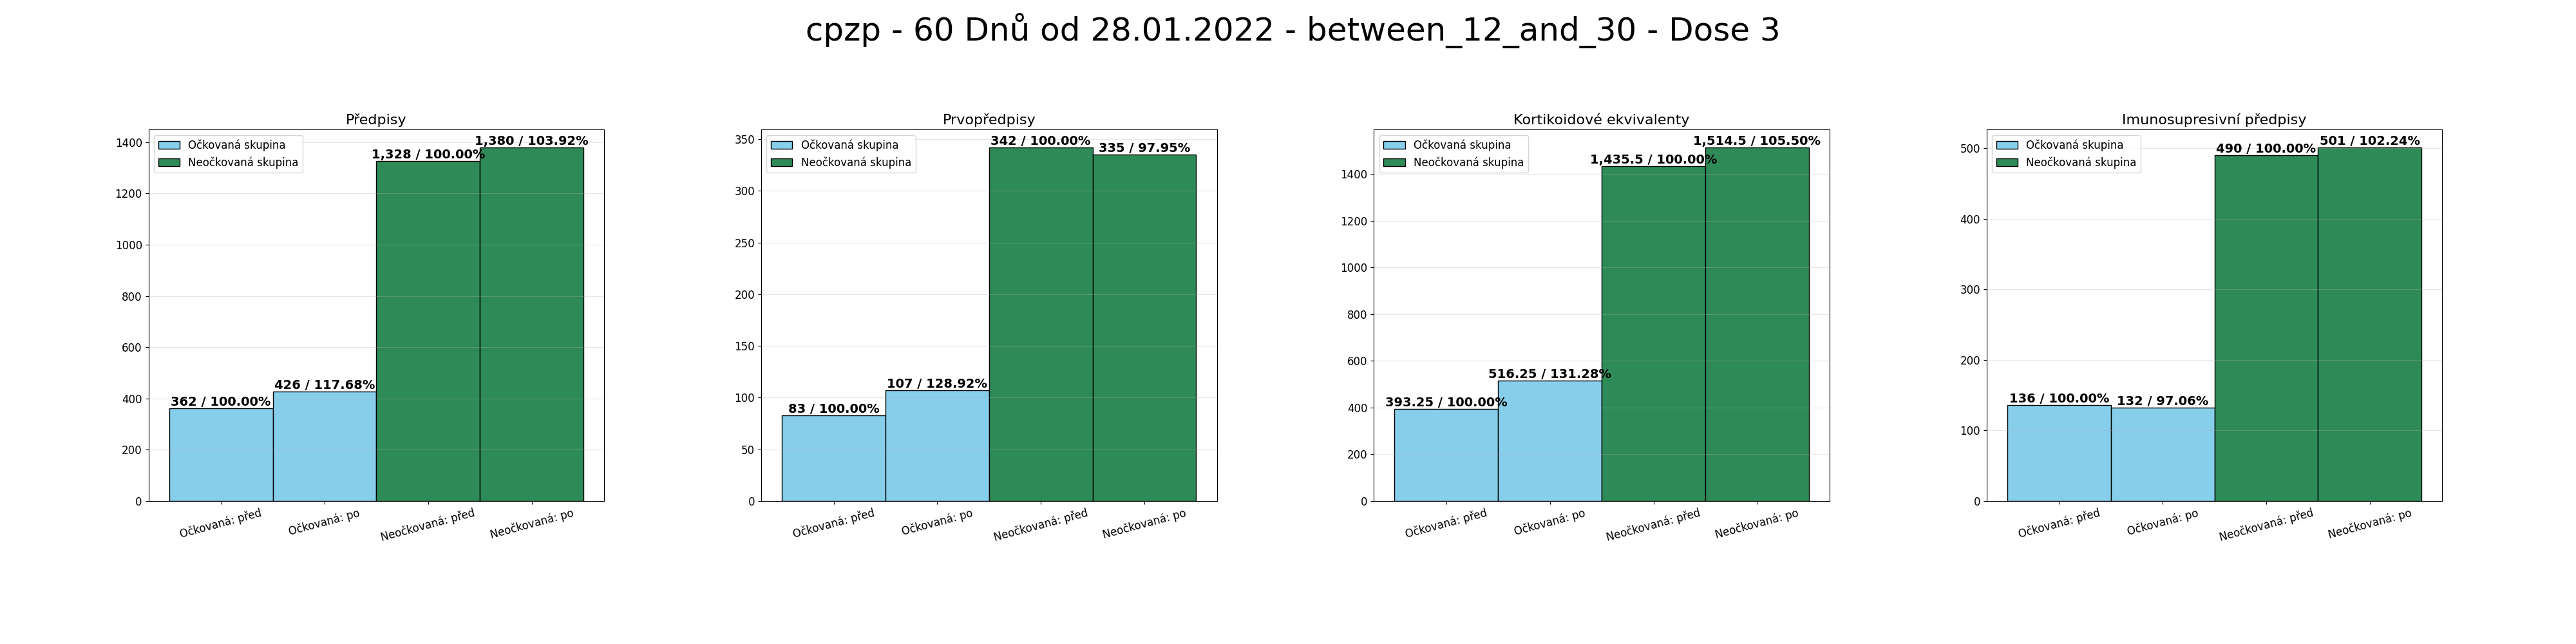 cpzp - 60 Dnů od 28.01.2022 - between_12_and_30 - Dose 3
Předpisy
Očkovaná skupina
Neočkovaná skupina
1400
1200
1000
800
600
400
200
0
362 / 100.00%
426 / 117.68%
1,328 / 100.00%
1,380 / 103.92%
Očkovaná: před
Očkovaná: po
Neočkovaná: před
Neočkovaná: po
Prvopředpisy
Očkovaná skupina
Neočkovaná skupina
350
300
250
200
150
100
50
0
83 / 100.00%
107 / 128.92%
342 / 100.00%
335 / 97.95%
Očkovaná: před
Očkovaná: po
Neočkovaná: před
Neočkovaná: po
Kortikoidové ekvivalenty
Očkovaná skupina
Neočkovaná skupina
1400
1200
1000
800
600
400
200
0
393.25 / 100.00%
516.25 / 131.28%
1,435.5 / 100.00%
1,514.5 / 105.50%
Očkovaná: před
Očkovaná: po
Neočkovaná: před
Neočkovaná: po
Imunosupresivní předpisy
Očkovaná skupina
Neočkovaná skupina
500
400
300
200
100
0
136 / 100.00%
132 / 97.06%
490 / 100.00%
501 / 102.24%
Očkovaná: před
Očkovaná: po
Neočkovaná: před
Neočkovaná: po